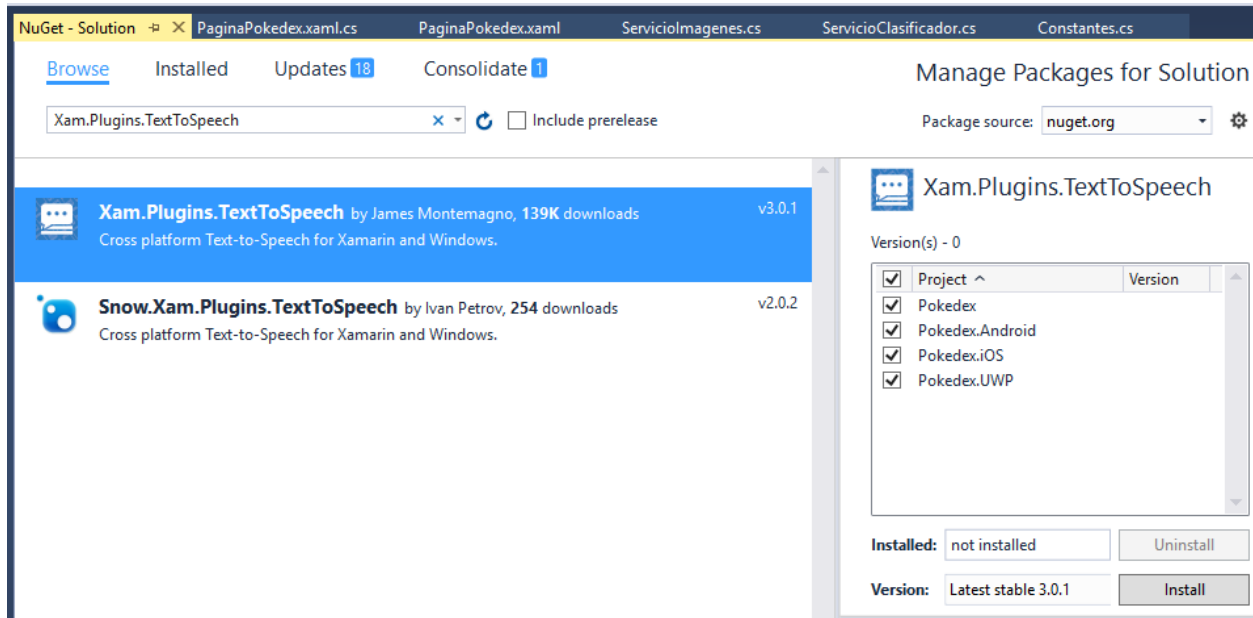 NuGet - Solution PaginaPokedex.xaml.cs PaginaPokedex.xaml ServicioImagenes.cs ServicioClasificador.cs Constantes.cs
Browse Installed Updates 18 Consolidate 1
Manage Packages for Solution
Xam.Plugins.TextToSpeech Include prerelease
Package source: nuget.org
Xam.Plugins.TextToSpeech by James Montemagno, 139K downloads v3.0.1
Cross platform Text-to-Speech for Xamarin and Windows.
Snow.Xam.Plugins.TextToSpeech by Ivan Petrov, 254 downloads v2.0.2
Cross platform Text-to-Speech for Xamarin and Windows.
Xam.Plugins.TextToSpeech
Version(s) - 0
Project Version
Pokedex
Pokedex.Android
Pokedex.iOS
Pokedex.UWP
Installed: not installed Uninstall
Version: Latest stable 3.0.1 Install